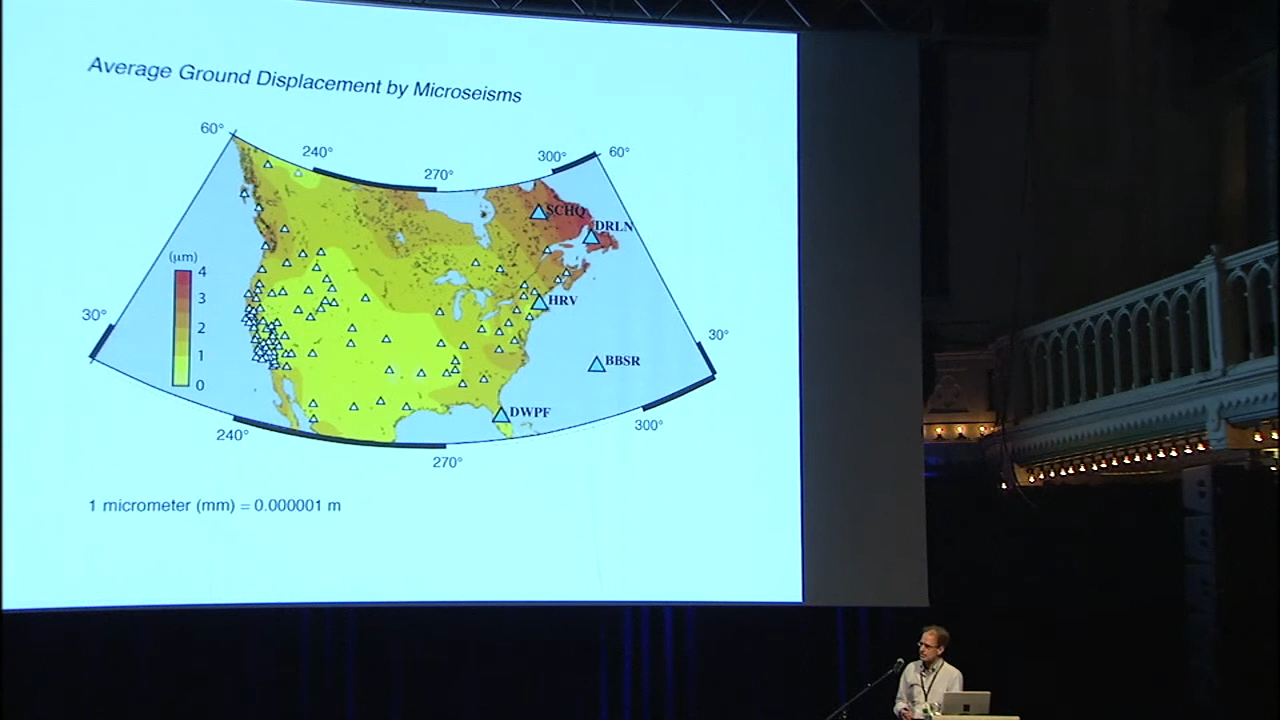 Average Ground Displacement by Microseisms
60°
240°
270°
300°
60°
SCHQ
DRLN
(μm)
4
3
2
1
0
HRV
30°
30°
BBSR
DWPF
240°
270°
300°
1 micrometer (mm) = 0.000001 m